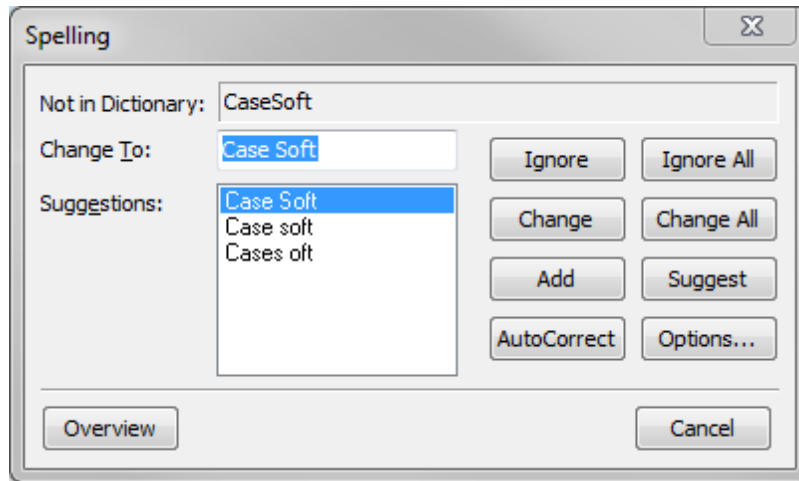 Spelling
Not in Dictionary: CaseSoft
Change To: Case Soft
Ignore Ignore All
Suggestions: Case Soft
Case soft
Cases oft
Change Change All
Add Suggest
AutoCorrect Options...
Overview Cancel